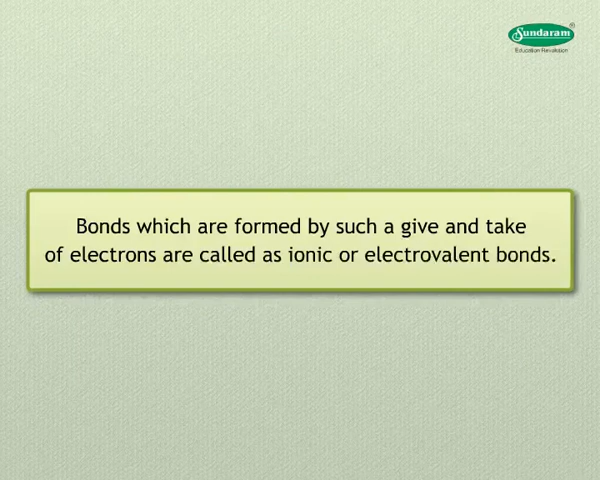 Sundaram
Education Revolution
Bonds which are formed by such a give and take
of electrons are called as ionic or electrovalent bonds.